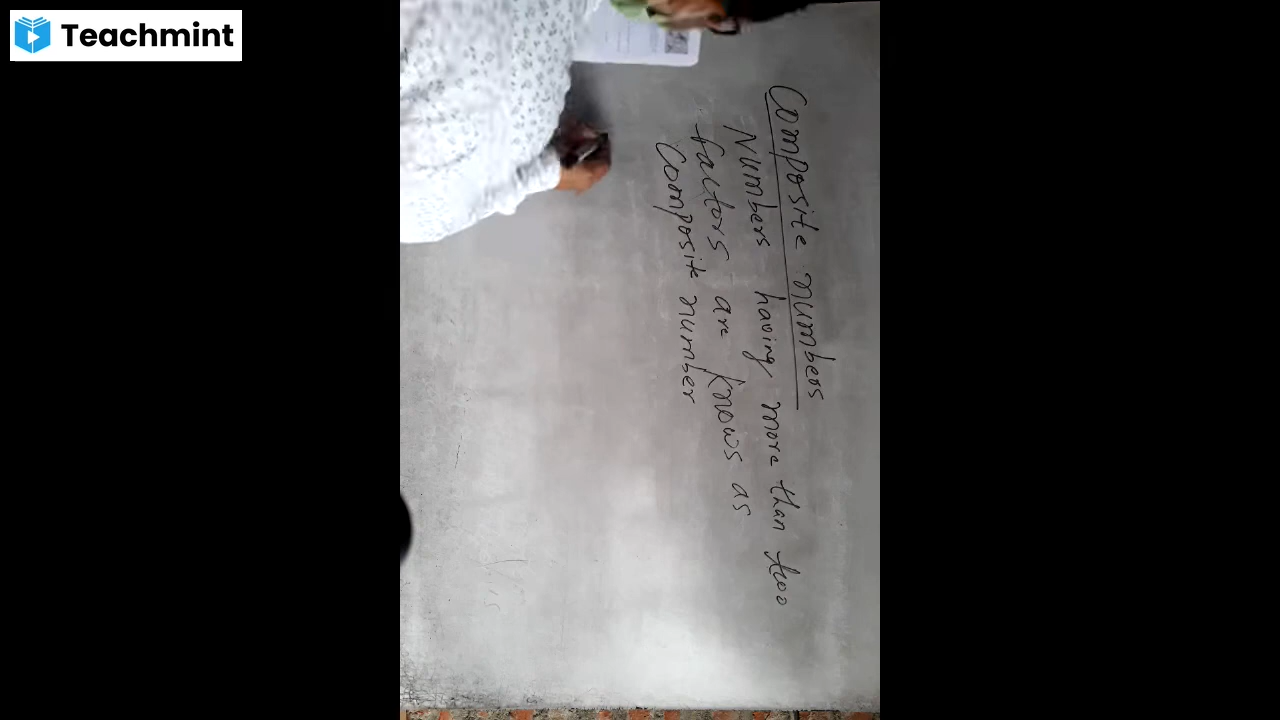 Teachmint
Composite numbers
Numbers having more than two
factors are knows as
Composite number